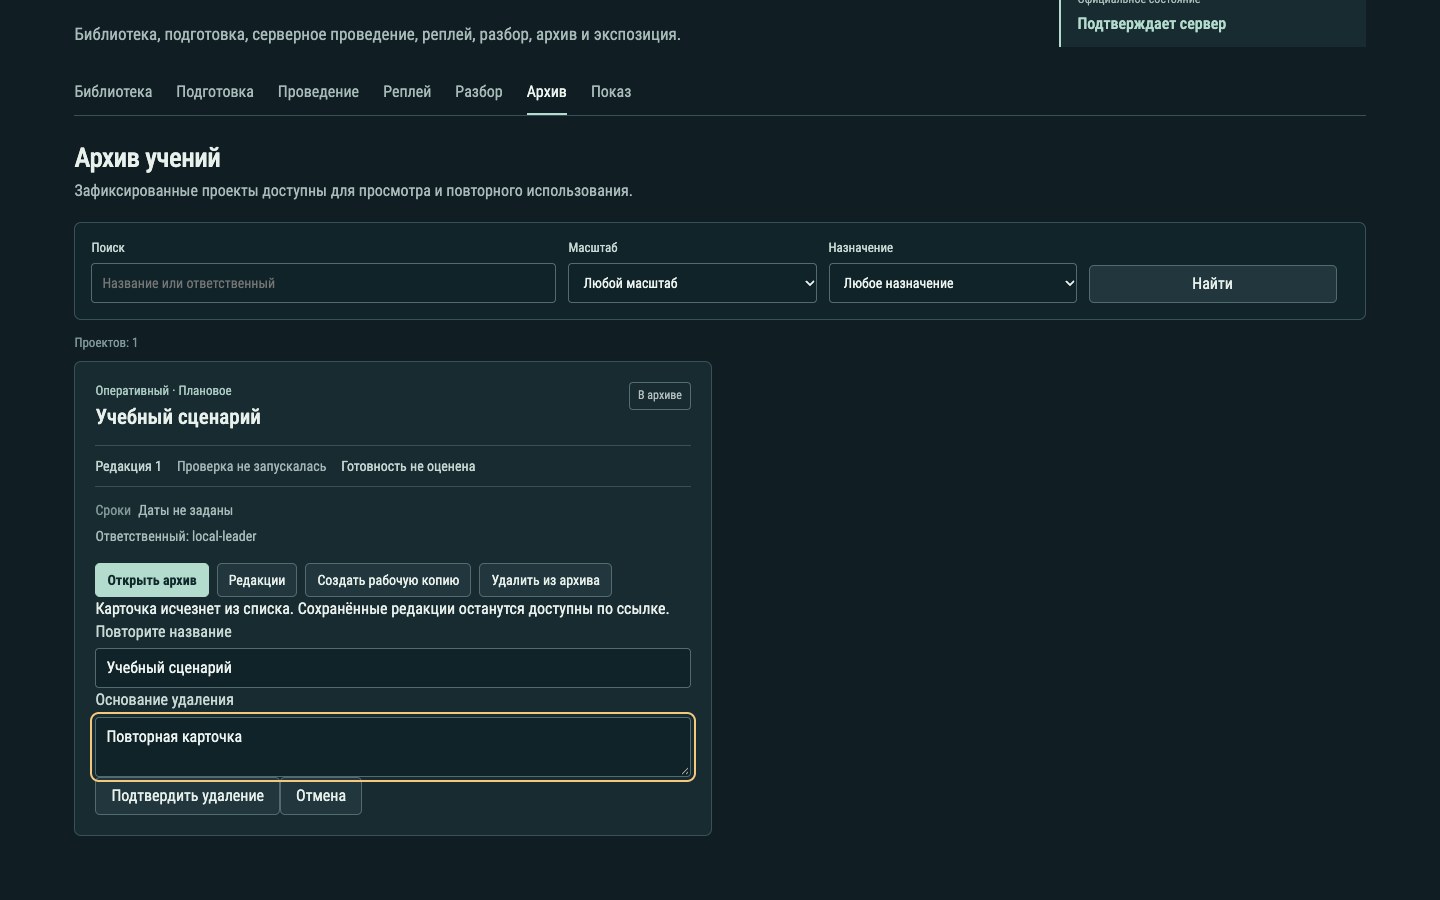 Официальное состояние
Подтверждает сервер
Библиотека, подготовка, серверное проведение, реплей, разбор, архив и экспозиция.
Библиотека Подготовка Проведение Реплей Разбор Архив Показ
Архив учений
Зафиксированные проекты доступны для просмотра и повторного использования.
Поиск Масштаб Назначение
Название или ответственный Любой масштаб Любое назначение Найти
Проектов: 1
Оперативный · Плановое
В архиве
Учебный сценарий
Редакция 1 Проверка не запускалась Готовность не оценена
Сроки Даты не заданы
Ответственный: local-leader
Открыть архив Редакции Создать рабочую копию Удалить из архива
Карточка исчезнет из списка. Сохранённые редакции останутся доступны по ссылке.
Повторите название
Учебный сценарий
Основание удаления
Повторная карточка
Подтвердить удаление Отмена